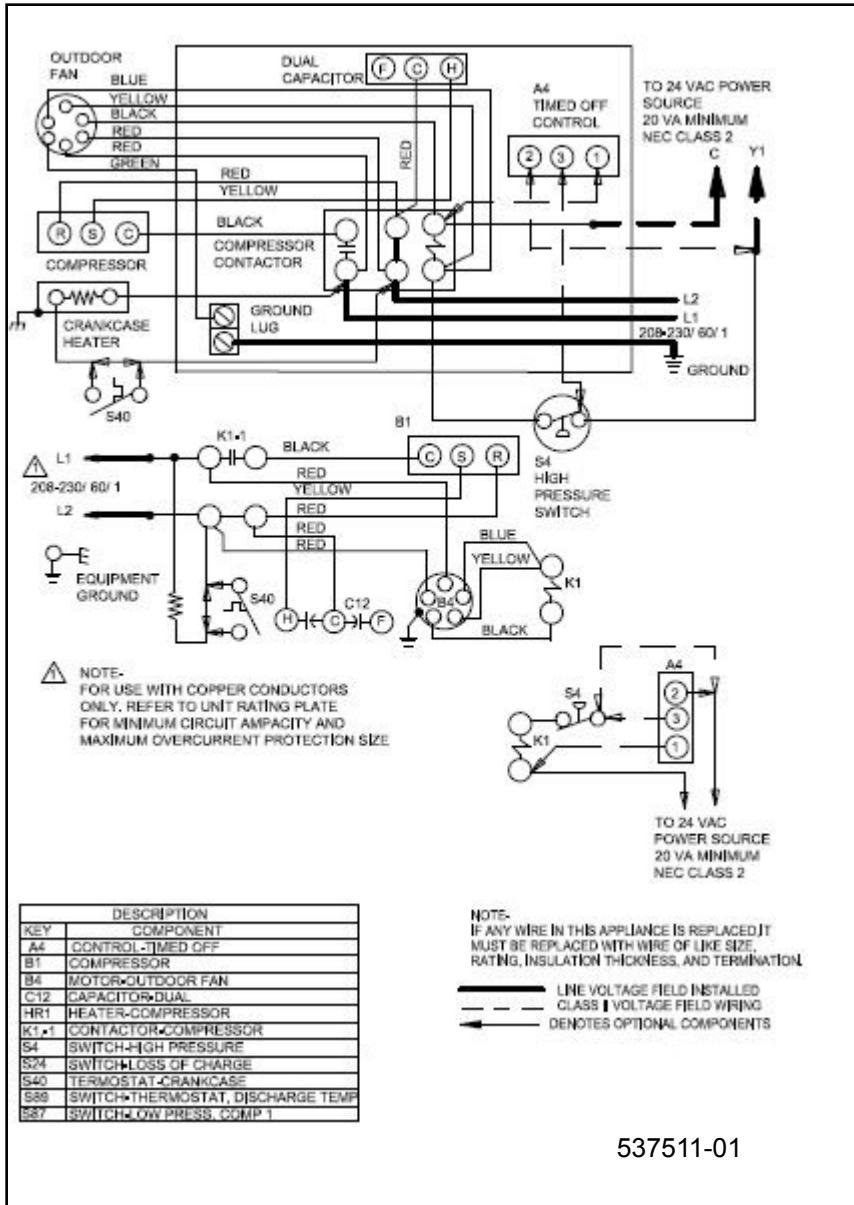 OUTDOOR
FAN
BLUE
YELLOW
BLACK
RED
RED
GREEN
RED
YELLOW
DUAL
CAPACITOR
F C H
RED
A4
TIMED OFF
CONTROL
2 3 1
TO 24 VAC POWER
SOURCE
20 VA MINIMUM
NEC CLASS 2
C Y1
R S C
COMPRESSOR
BLACK
COMPRESSOR
CONTACTOR
CRANKCASE
HEATER
GROUND
LUG
L2
L1
208-230/ 60/ 1
GROUND
S40
S4
HIGH
PRESSURE
SWITCH
L1
1
208-230/ 60/ 1
L2
K1-1
BLACK
RED
YELLOW
RED
RED
RED
B1
C S R
EQUIPMENT
GROUND
S40
H C F
C12
B4
BLUE
YELLOW
BLACK
K1
1 NOTE-
FOR USE WITH COPPER CONDUCTORS
ONLY. REFER TO UNIT RATING PLATE
FOR MINIMUM CIRCUIT AMPACITY AND
MAXIMUM OVERCURRENT PROTECTION SIZE
A4
2
3
1
S4
K1
TO 24 VAC
POWER SOURCE
20 VA MINIMUM
NEC CLASS 2
DESCRIPTION
KEY COMPONENT
A4 CONTROL-TIMED OFF
B1 COMPRESSOR
B4 MOTOR-OUTDOOR FAN
C12 CAPACITOR-DUAL
HR1 HEATER-COMPRESSOR
K1,-1 CONTACTOR-COMPRESSOR
S4 SWITCH-HIGH PRESSURE
S24 SWITCH-LOSS OF CHARGE
S40 TERMOSTAT-CRANKCASE
S89 SWITCH-THERMOSTAT, DISCHARGE TEMP
S87 SWITCH-LOW PRESS, COMP 1
NOTE-
IF ANY WIRE IN THIS APPLIANCE IS REPLACED,IT
MUST BE REPLACED WITH WIRE OF LIKE SIZE,
RATING, INSULATION THICKNESS, AND TERMINATION.
LINE VOLTAGE FIELD INSTALLED
CLASS II VOLTAGE FIELD WIRING
DENOTES OPTIONAL COMPONENTS
537511-01